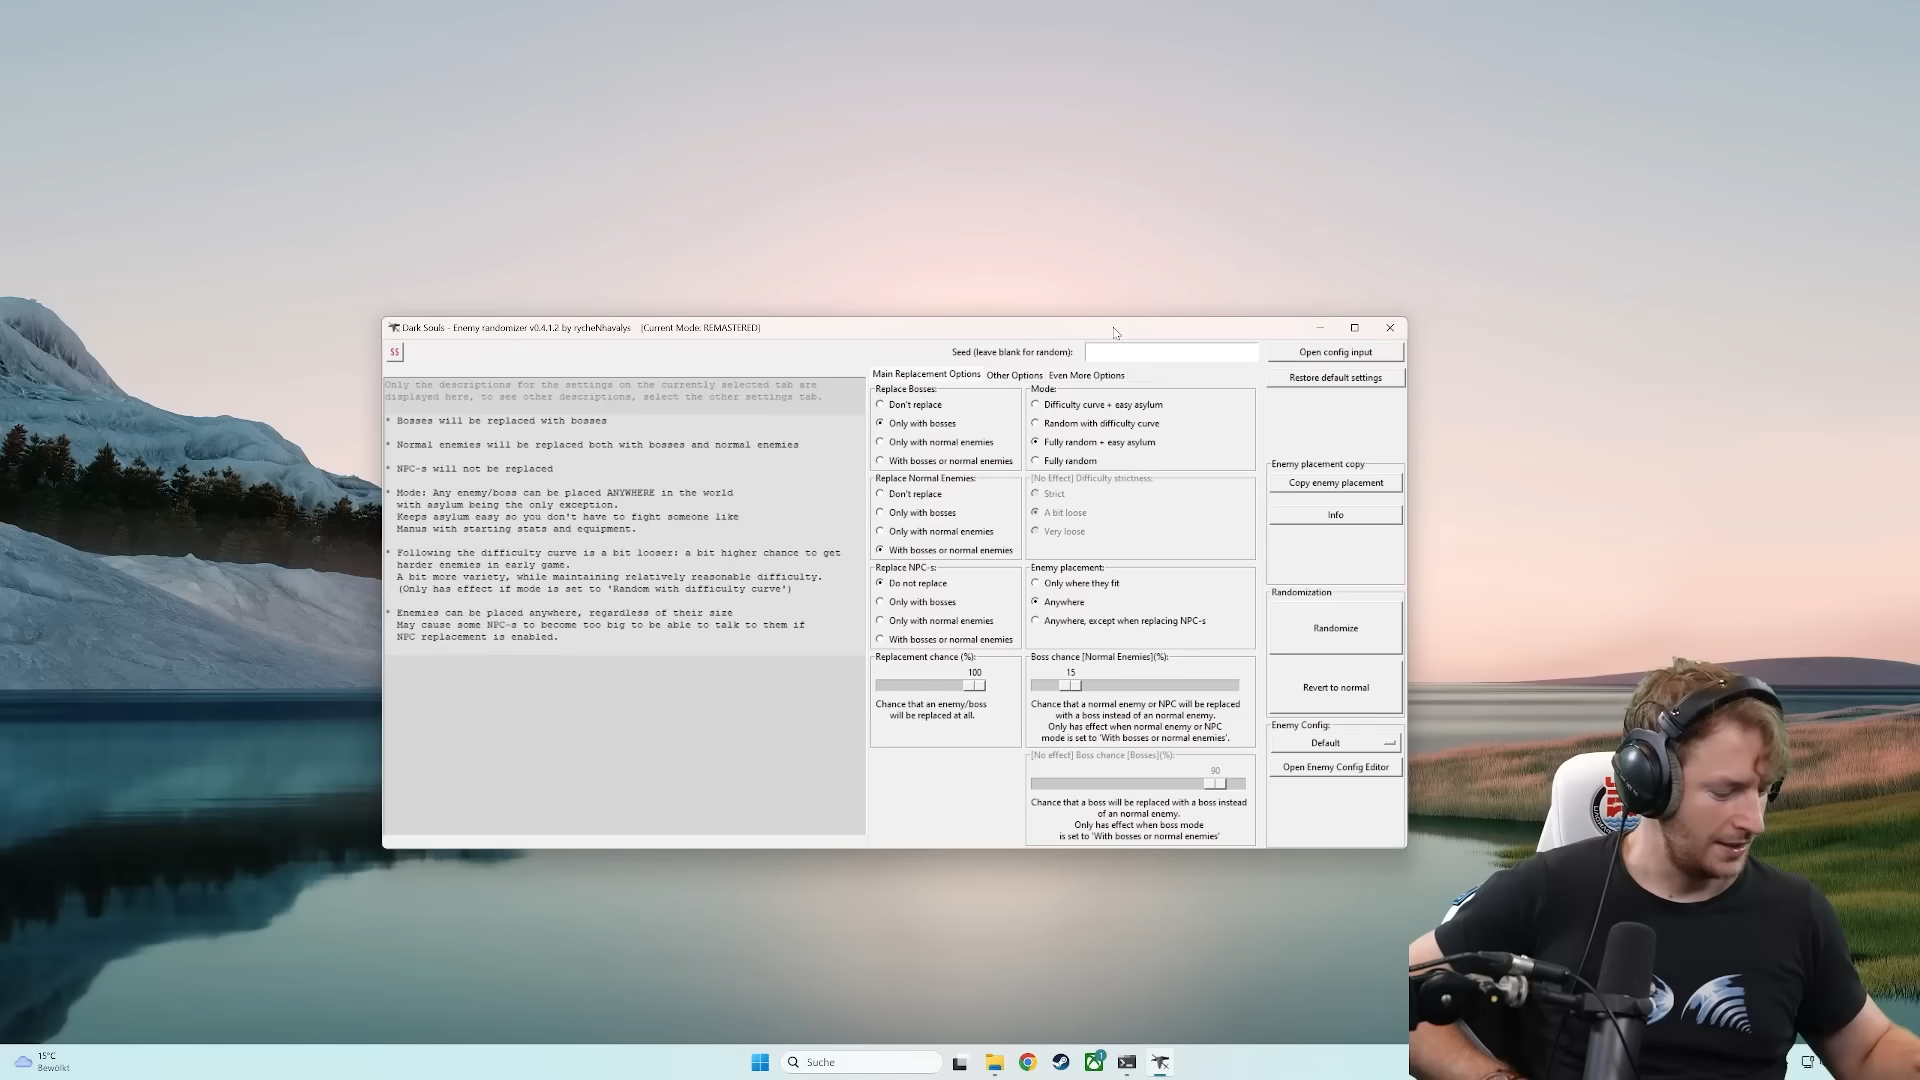 Dark Souls - Enemy randomizer v0.4.1.2 by rycheNhavalys [Current Mode: REMASTERED]
$$
Seed (leave blank for random):
Open config input
Restore default settings
Only the descriptions for the settings on the currently selected tab are
displayed here, to see other descriptions, select the other settings tab.
* Bosses will be replaced with bosses
* Normal enemies will be replaced both with bosses and normal enemies
* NPC-s will not be replaced
* Mode: Any enemy/boss can be placed ANYWHERE in the world
with asylum being the only exception.
Keeps asylum easy so you don't have to fight someone like
Manus with starting stats and equipment.
* Following the difficulty curve is a bit looser: a bit higher chance to get
harder enemies in early game.
A bit more variety, while maintaining relatively reasonable difficulty.
(Only has effect if mode is set to 'Random with difficulty curve')
* Enemies can be placed anywhere, regardless of their size
May cause some NPC-s to become too big to be able to talk to them if
NPC replacement is enabled.
Main Replacement Options
Other Options
Even More Options
Replace Bosses:
Don't replace
Only with bosses
Only with normal enemies
With bosses or normal enemies
Replace Normal Enemies:
Don't replace
Only with bosses
Only with normal enemies
With bosses or normal enemies
Replace NPC-s:
Do not replace
Only with bosses
Only with normal enemies
With bosses or normal enemies
Replacement chance (%):
100
Chance that an enemy/boss
will be replaced at all.
Mode:
Difficulty curve + easy asylum
Random with difficulty curve
Fully random + easy asylum
Fully random
[No Effect] Difficulty strictness:
Strict
A bit loose
Very loose
Enemy placement:
Only where they fit
Anywhere
Anywhere, except when replacing NPC-s
Boss chance [Normal Enemies](%):
15
Chance that a normal enemy or NPC will be replaced
with a boss instead of an normal enemy.
Only has effect when normal enemy or NPC
mode is set to 'With bosses or normal enemies'.
[No effect] Boss chance [Bosses](%):
90
Chance that a boss will be replaced with a boss instead
of an normal enemy.
Only has effect when boss mode
is set to 'With bosses or normal enemies'
Enemy placement copy
Copy enemy placement
Info
Randomization
Randomize
Revert to normal
Enemy Config:
Default
Open Enemy Config Editor
15°C
Bewölkt
Suche
1